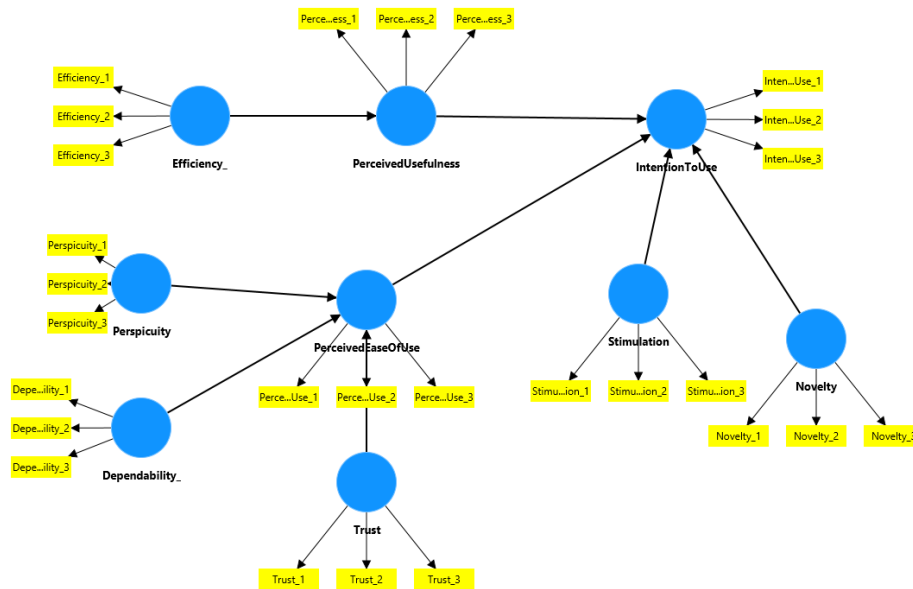 Perce...ess_1
Perce...ess_2
Perce...ess_3
Efficiency_1
Efficiency_2
Efficiency_3
Efficiency_
PerceivedUsefulness
Inten...Use_1
Inten...Use_2
Inten...Use_3
IntentionToUse
Perspicuity_1
Perspicuity_2
Perspicuity_3
Perspicuity
PerceivedEaseOfUse
Stimulation
Perce...Use_1
Perce...Use_2
Perce...Use_3
Stimu...ion_1
Stimu...ion_2
Stimu...ion_3
Novelty
Novelty_1
Novelty_2
Novelty_3
Depe...ility_1
Depe...ility_2
Depe...ility_3
Dependability_
Trust
Trust_1
Trust_2
Trust_3